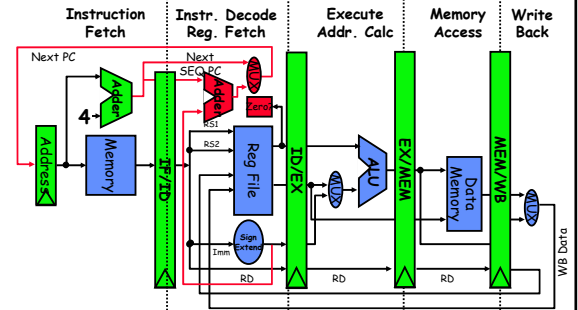 Instruction Fetch
Instr. Decode Reg. Fetch
Execute Addr. Calc
Memory Access
Write Back
Next PC
Next SEQ PC
Adder
4
Address
Memory
IF/ID
Adder
MUX
Zero?
RS1
RS2
Reg File
Sign Extend
Imm
RD
ID/EX
MUX
ALU
RD
EX/MEM
Data Memory
RD
MEM/WB
MUX
WB Data